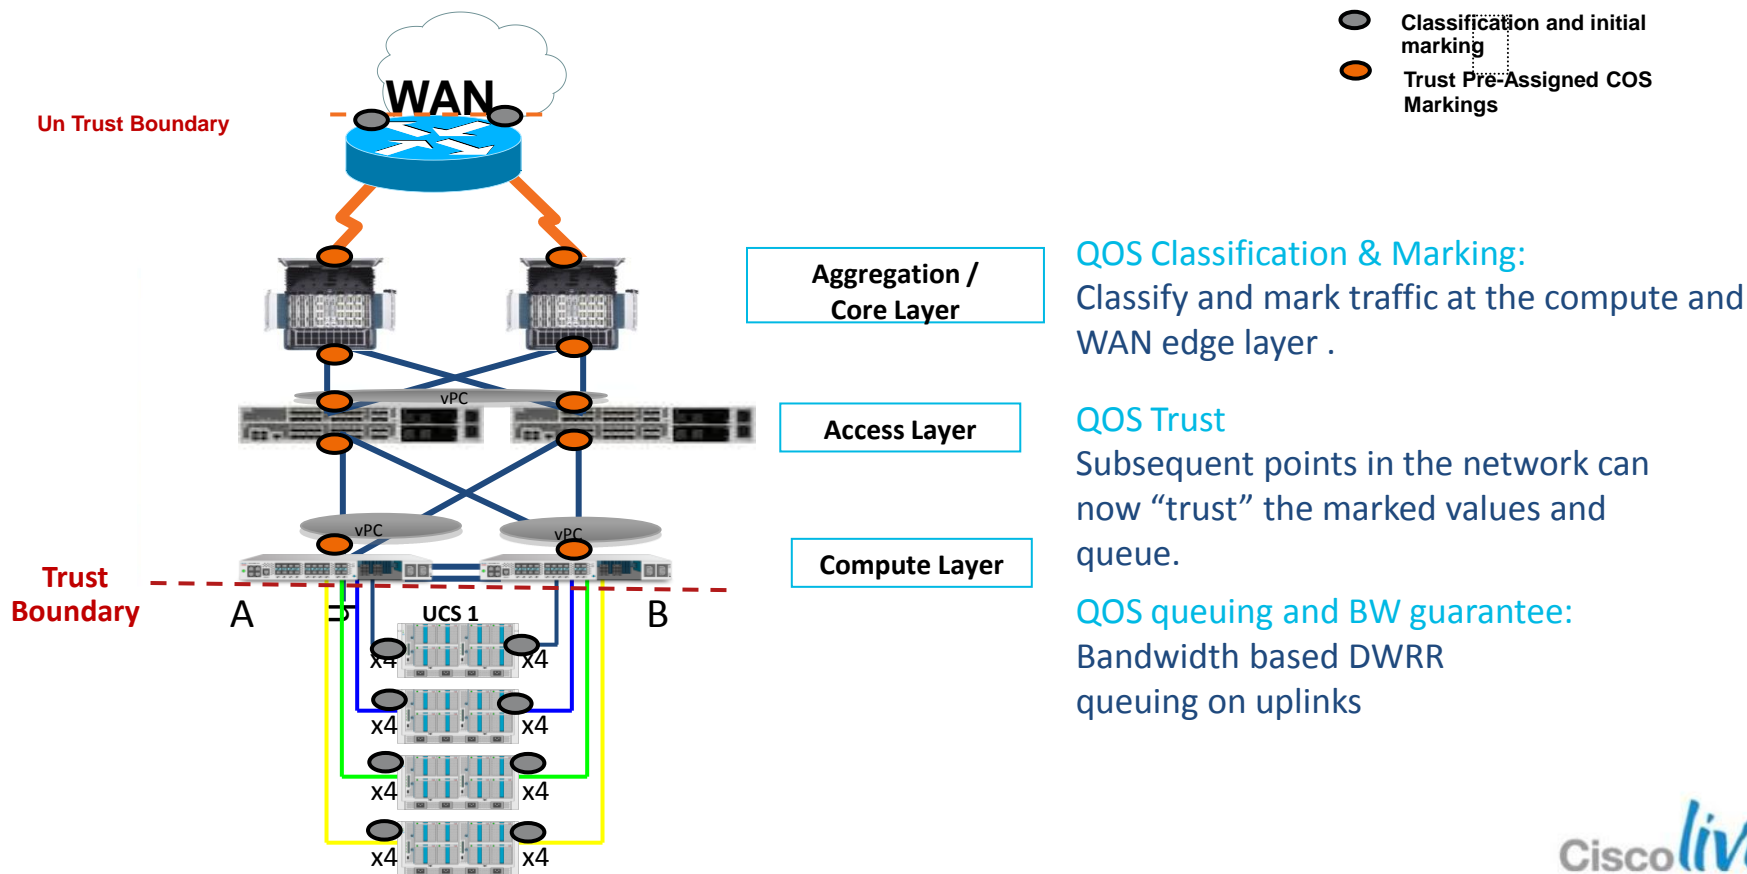 Classification and initial
marking
Trust Pre-Assigned COS
Markings
WAN
Un Trust Boundary
Aggregation /
Core Layer
QOS Classification & Marking:
Classify and mark traffic at the compute and
WAN edge layer .
vPC
Access Layer
QOS Trust
Subsequent points in the network can
now “trust” the marked values and
queue.
vPC
vPC
Compute Layer
Trust
Boundary
A
UCS 1
B
QOS queuing and BW guarantee:
Bandwidth based DWRR
queuing on uplinks
x4
x4
x4
x4
x4
x4
x4
x4
Cisco live